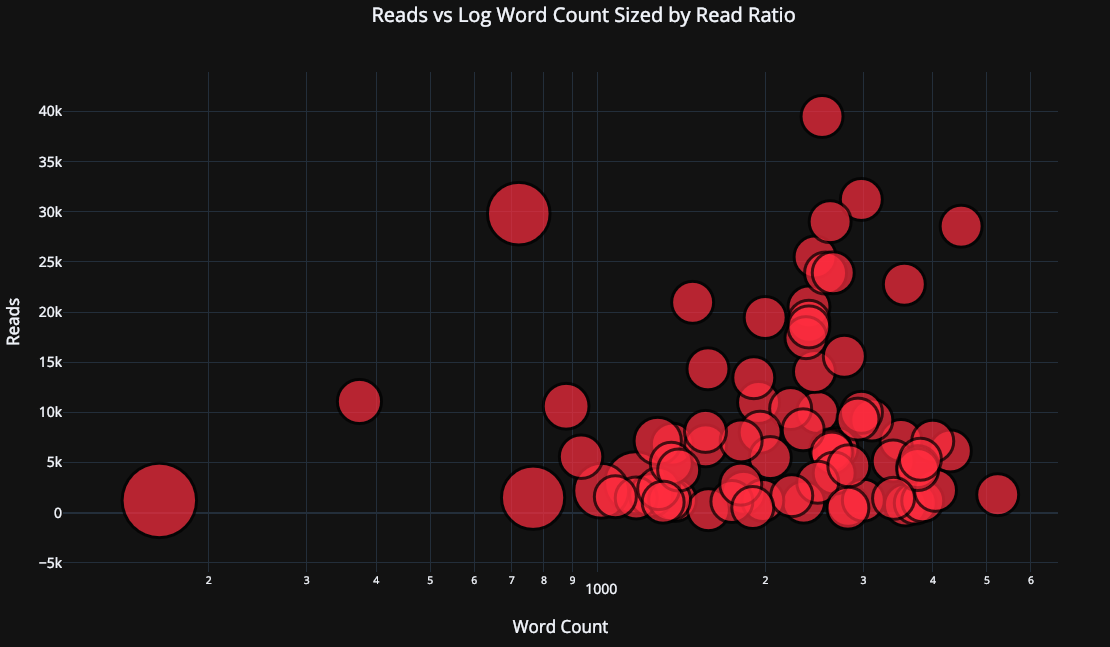 Reads vs Log Word Count Sized by Read Ratio
40k
35k
30k
25k
20k
15k
10k
5k
0
−5k
Reads
2 3 4 5 6 7 8 9 1000 2 3 4 5 6
Word Count